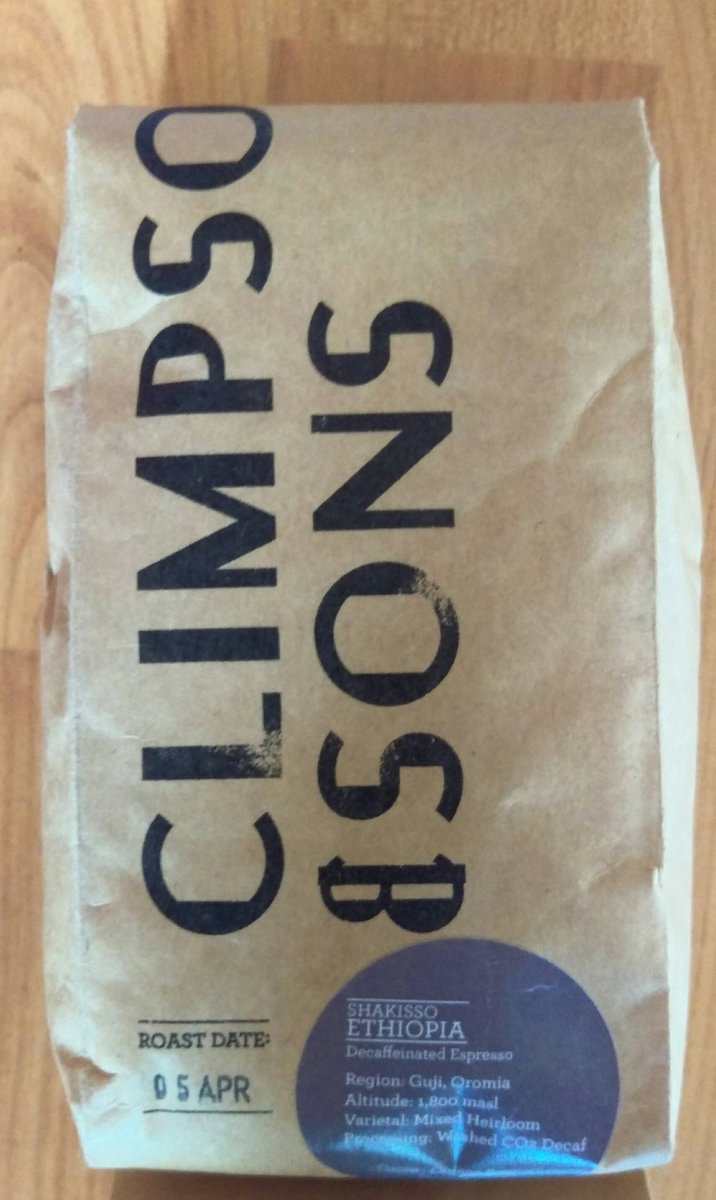 CLIMPSO
& SONS
ROAST DATE:
05 APR
SHAKISSO
ETHIOPIA
Decaffeinated Espresso
Region: Guji, Oromia
Altitude: 1,800 masl
Varietal: Mixed Heirloom
Processing: Washed CO2 Decaf